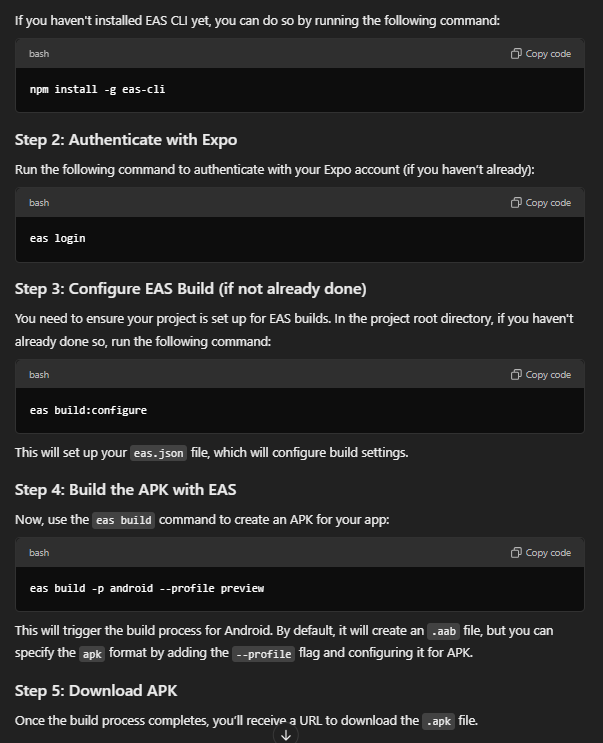 If you haven't installed EAS CLI yet, you can do so by running the following command:
bash
Copy code
npm install -g eas-cli
Step 2: Authenticate with Expo
Run the following command to authenticate with your Expo account (if you haven't already):
bash
Copy code
eas login
Step 3: Configure EAS Build (if not already done)
You need to ensure your project is set up for EAS builds. In the project root directory, if you haven't
already done so, run the following command:
bash
Copy code
eas build:configure
This will set up your eas.json file, which will configure build settings.
Step 4: Build the APK with EAS
Now, use the eas build command to create an APK for your app:
bash
Copy code
eas build -p android --profile preview
This will trigger the build process for Android. By default, it will create an .aab file, but you can
specify the apk format by adding the --profile flag and configuring it for APK.
Step 5: Download APK
Once the build process completes, you'll receive a URL to download the .apk file.